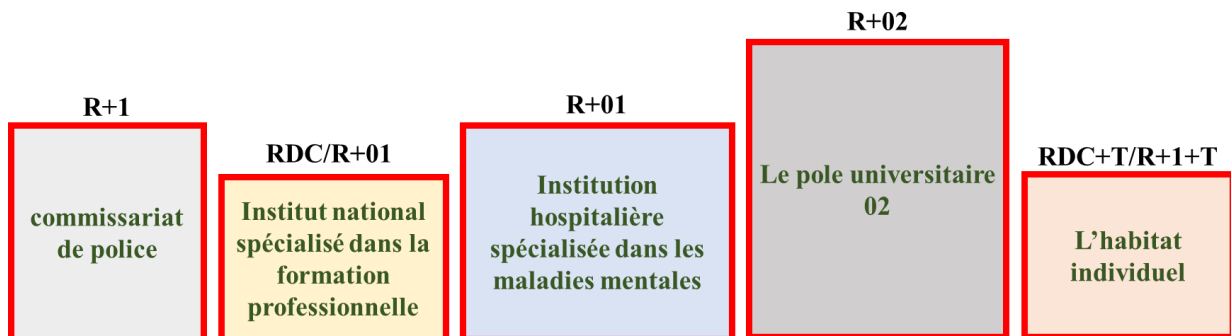 R+1
commissariat
de police
RDC/R+01
Institut national
spécialisé dans la
formation
professionnelle
R+01
Institution
hospitalière
spécialisée dans les
maladies mentales
R+02
Le pole universitaire
02
RDC+T/R+1+T
L’habitat
individuel